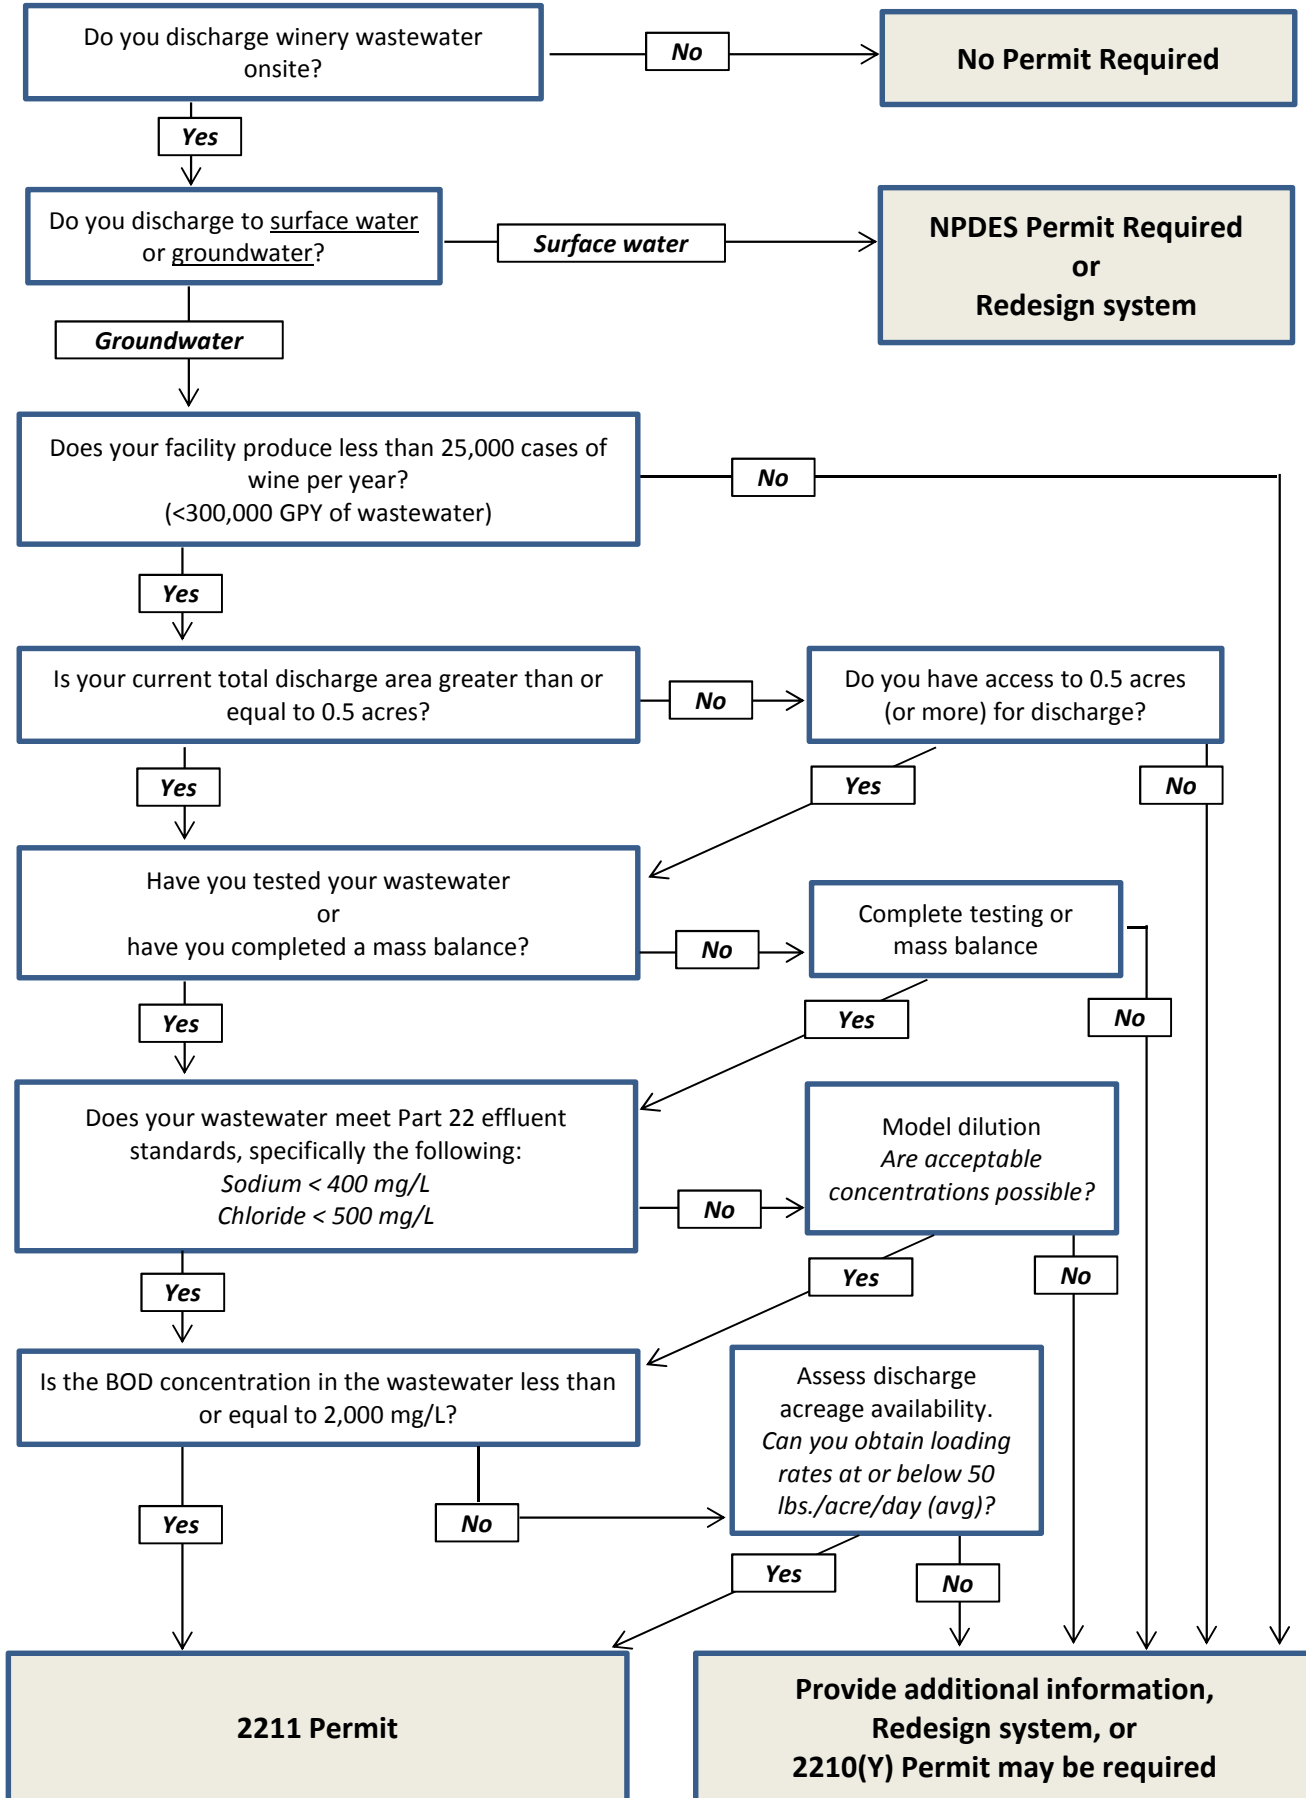 Do you discharge winery wastewater
onsite?
No
No Permit Required
Yes
Do you discharge to surface water
or groundwater?
Surface water
NPDES Permit Required
or
Redesign system
Groundwater
Does your facility produce less than 25,000 cases of
wine per year?
(<300,000 GPY of wastewater)
No
Yes
Is your current total discharge area greater than or
equal to 0.5 acres?
No
Do you have access to 0.5 acres
(or more) for discharge?
Yes
Yes
No
Have you tested your wastewater
or
have you completed a mass balance?
No
Complete testing or
mass balance
Yes
Yes
No
Does your wastewater meet Part 22 effluent
standards, specifically the following:
Sodium < 400 mg/L
Chloride < 500 mg/L
No
Model dilution
Are acceptable
concentrations possible?
Yes
Yes
No
Is the BOD concentration in the wastewater less than
or equal to 2,000 mg/L?
Assess discharge
acreage availability.
Can you obtain loading
rates at or below 50
lbs./acre/day (avg)?
Yes
No
Yes
No
2211 Permit
Provide additional information,
Redesign system, or
2210(Y) Permit may be required